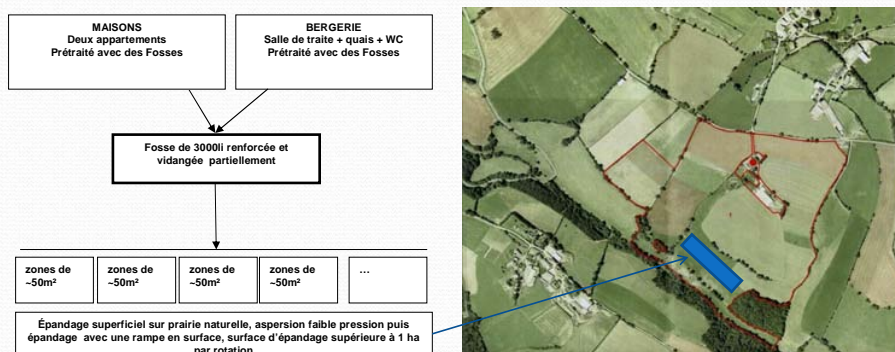 MAISONS
Deux appartements
Prétraité avec des Fosses
BERGERIE
Salle de traite + quais + WC
Prétraité avec des Fosses
Fosse de 3000li renforcée et
vidangée partiellement
zones de
~50m²
zones de
~50m²
zones de
~50m²
zones de
~50m²
...
Épandage superficiel sur prairie naturelle, aspersion faible pression puis
épandage avec une rampe en surface, surface d'épandage supérieure à 1 ha
par rotation